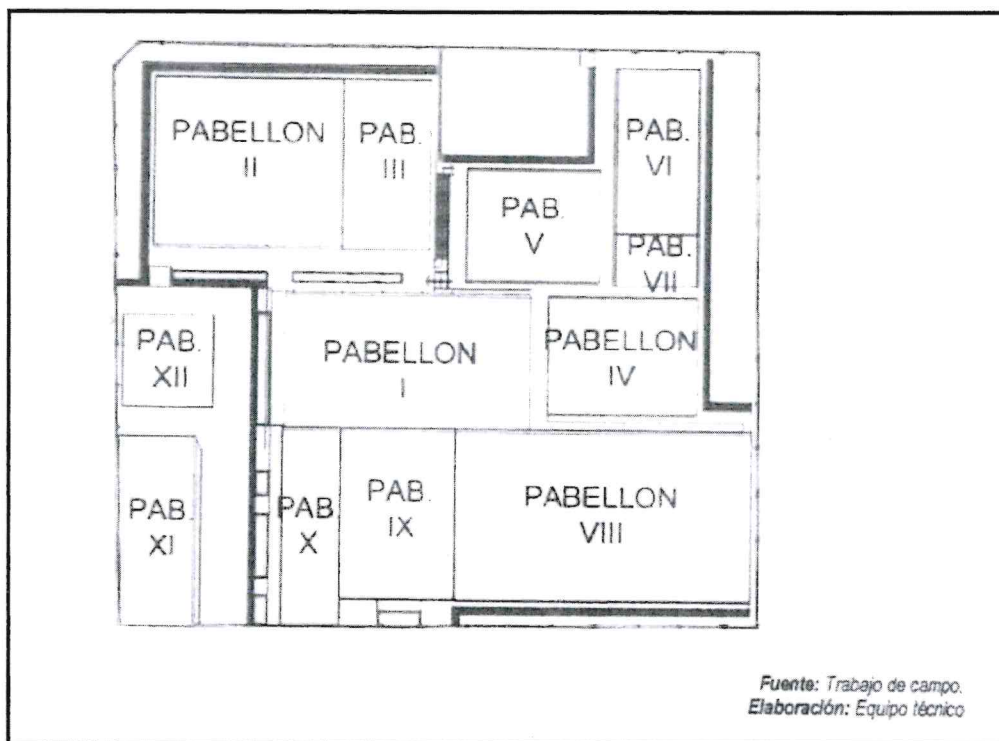 PABELLON
II
PAB.
III
PAB.
VI
PAB.
V
PAB.
VII
PAB.
XII
PABELLON
I
PABELLON
IV
PAB.
XI
PAB
X
PAB.
IX
PABELLON
VIII
Fuente: Trabajo de campo.
Elaboración: Equipo técnico